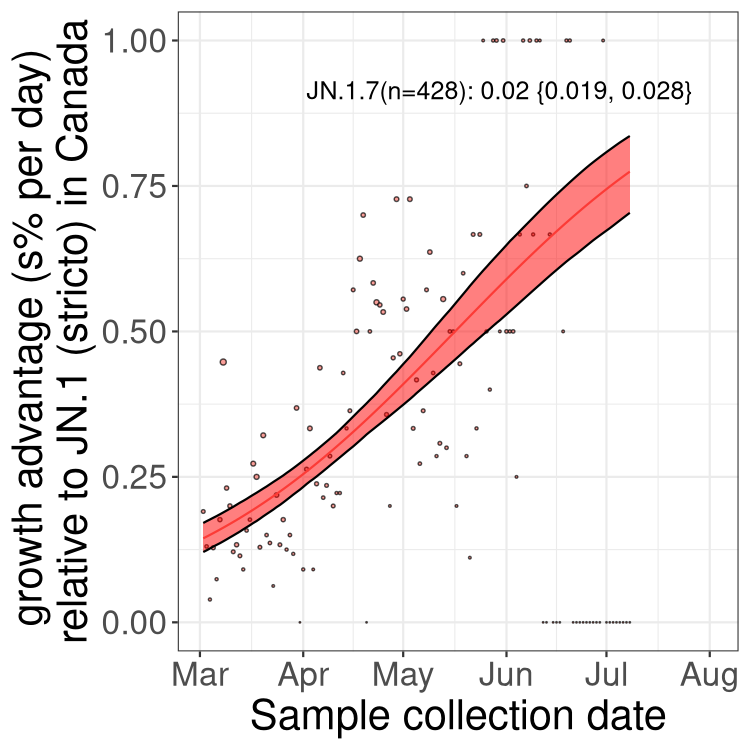 growth advantage (s% per day)
relative to JN.1 (stricto) in Canada
1.00
0.75
0.50
0.25
0.00
JN.1.7(n=428): 0.02 {0.019, 0.028}
Mar Apr May Jun Jul Aug
Sample collection date